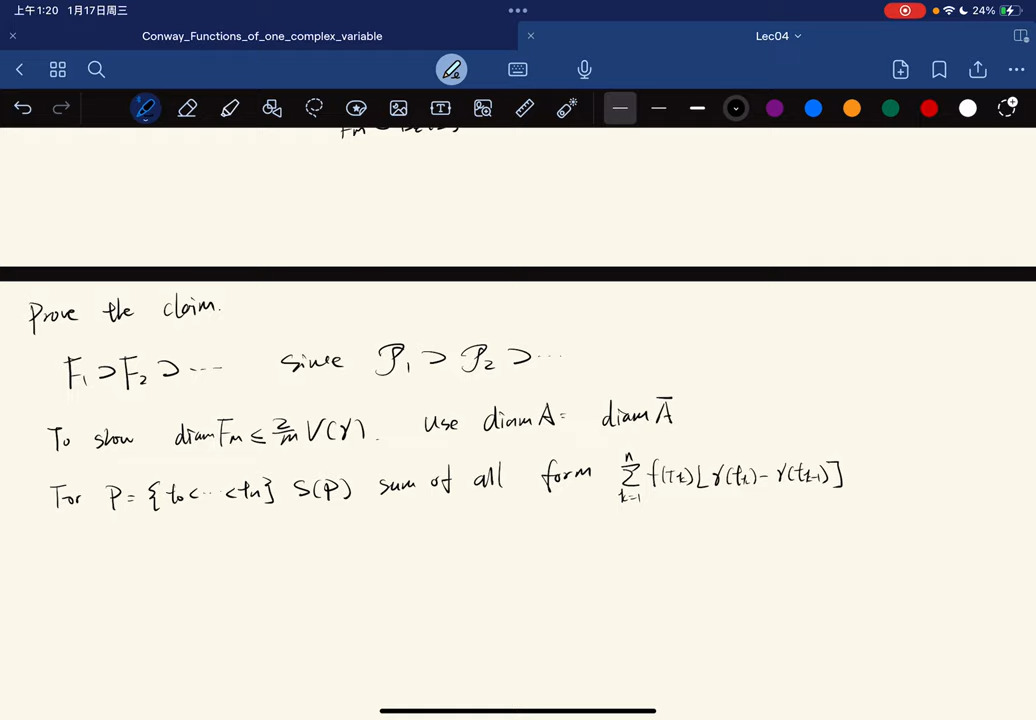 上午1:20 1月17日周三
24%
Conway_Functions_of_one_complex_variable
Lec04
Prove the claim.
F₁ ⊃ F₂ ⊃ ··· since 𝒫₁ ⊃ 𝒫₂ ⊃ ···
To show diam Fₘ ≤ 2/m V(γ). Use diam A = diam A̅
For P = {t₀ < ··· < tₙ} S(P) sum of all form ∑ₖ₌₁ⁿ f(τₖ)[γ(tₖ) − γ(tₖ₋₁)]